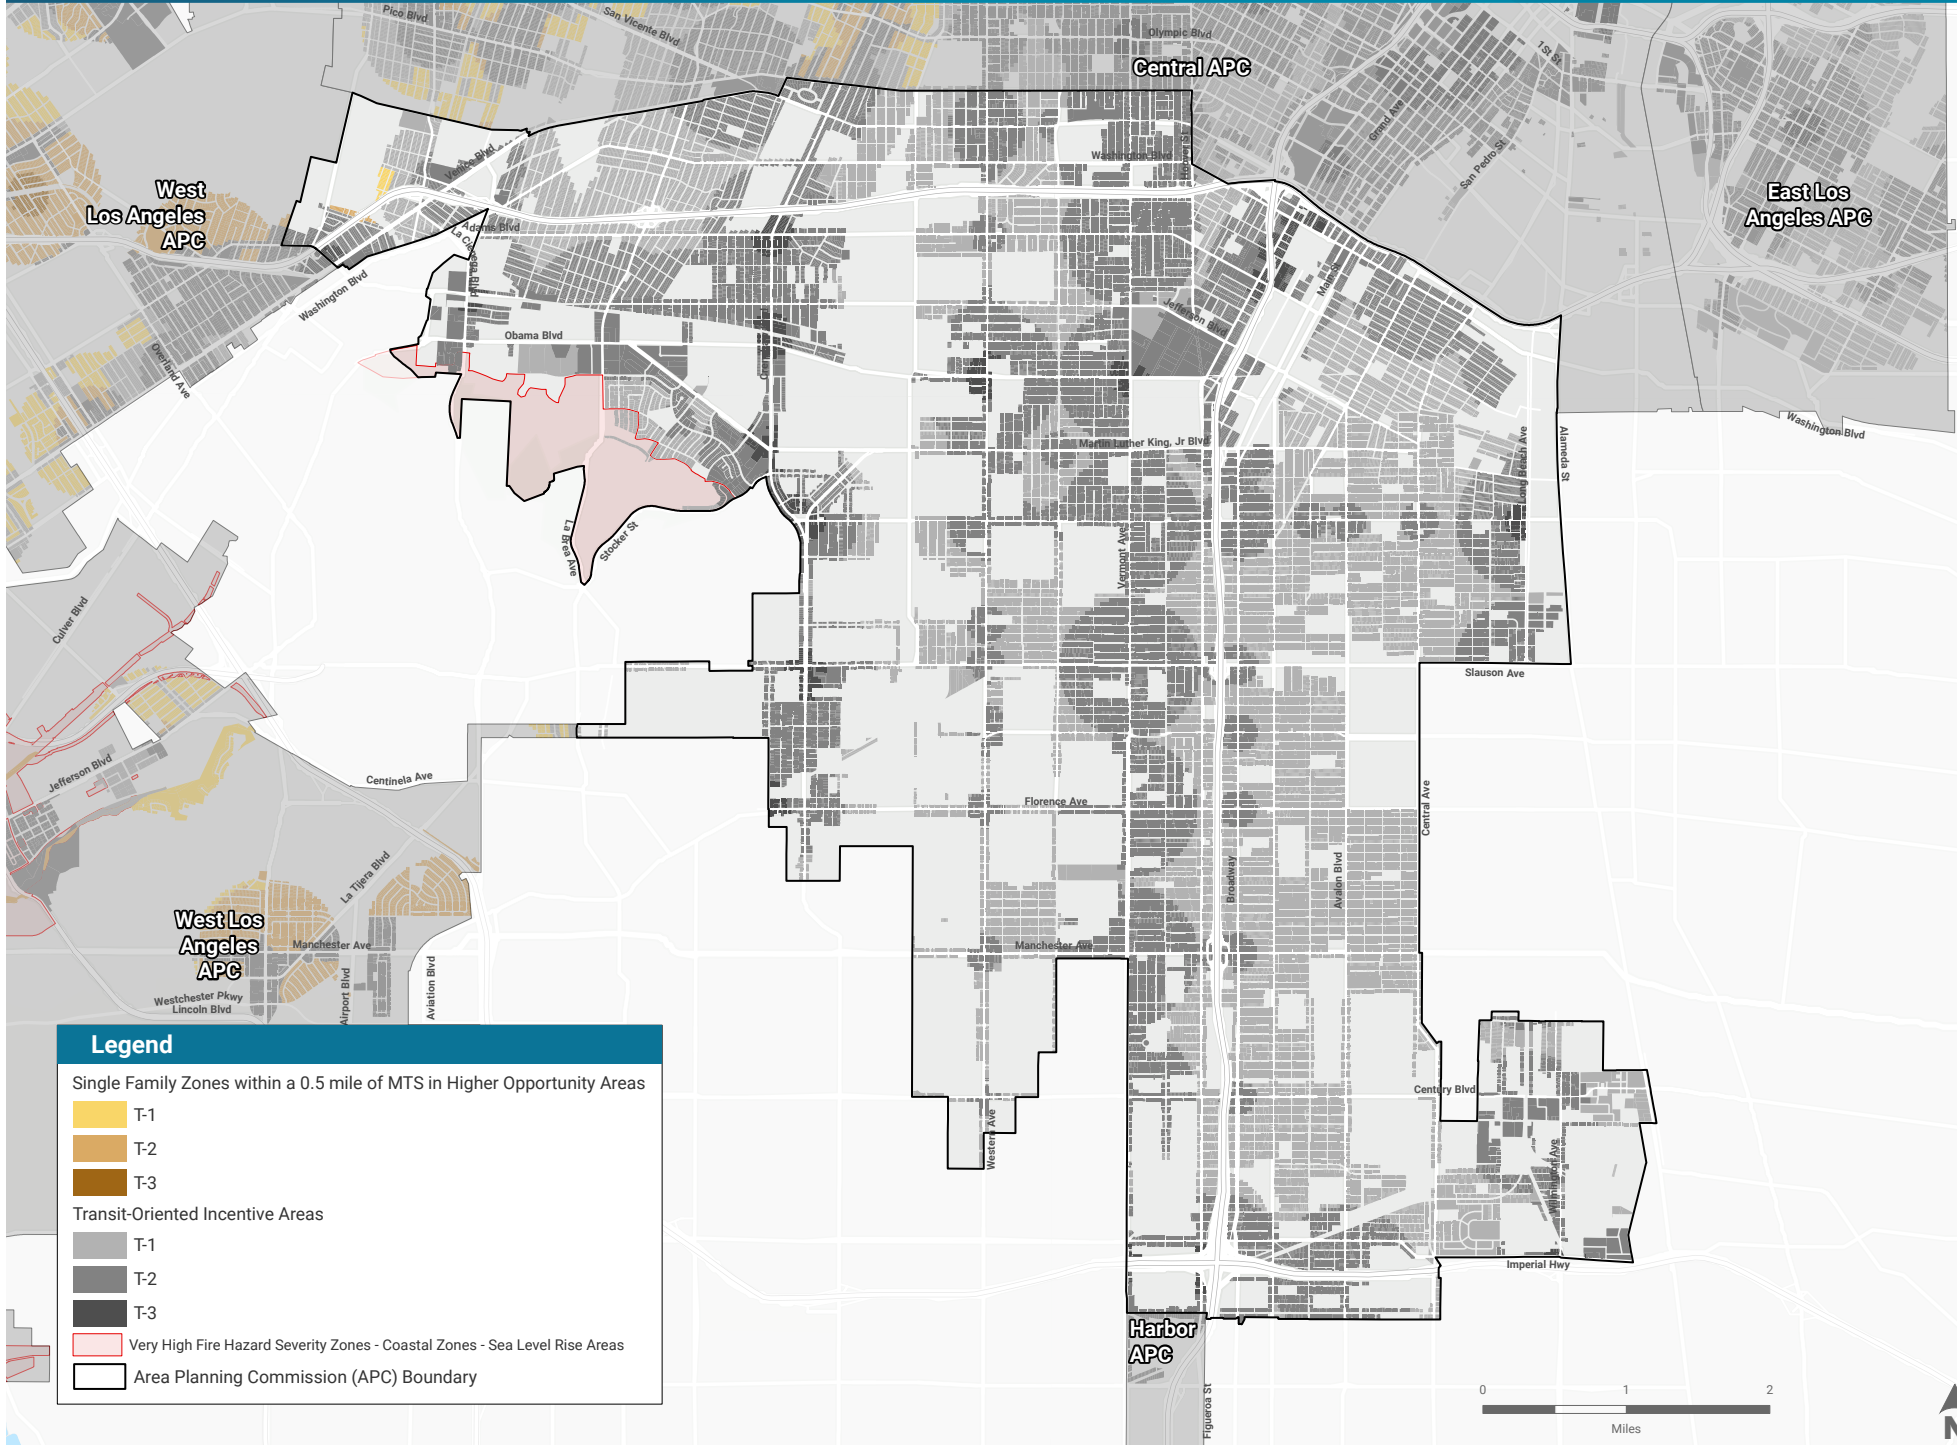 Pico Blvd
San Vicente Blvd
Olympic Blvd
1St St
Central APC
Grand Ave
San Pedro St
Venice Blvd
Washington Blvd
Hoover St
West
Los Angeles
APC
East Los
Angeles APC
Adams Blvd
La Cienega Blvd
Main St
Washington Blvd
Jefferson Blvd
Obama Blvd
Overland Ave
Martin Luther King, Jr Blvd
Long Beach Ave
Alameda St
Washington Blvd
La Brea Ave
Stocker St
Vermont Ave
Culver Blvd
Slauson Ave
Jefferson Blvd
Centinela Ave
Florence Ave
Central Ave
La Tijera Blvd
Broadway
Avalon Blvd
West Los
Angeles
APC
Manchester Ave
Manchester Ave
Airport Blvd
Aviation Blvd
Westchester Pkwy
Lincoln Blvd
Century Blvd
Western Ave
Wilmington Ave
Imperial Hwy
Harbor
APC
Figueroa St
Legend
Single Family Zones within a 0.5 mile of MTS in Higher Opportunity Areas
T-1
T-2
T-3
Transit-Oriented Incentive Areas
T-1
T-2
T-3
Very High Fire Hazard Severity Zones - Coastal Zones - Sea Level Rise Areas
Area Planning Commission (APC) Boundary
0 1 2
Miles
N